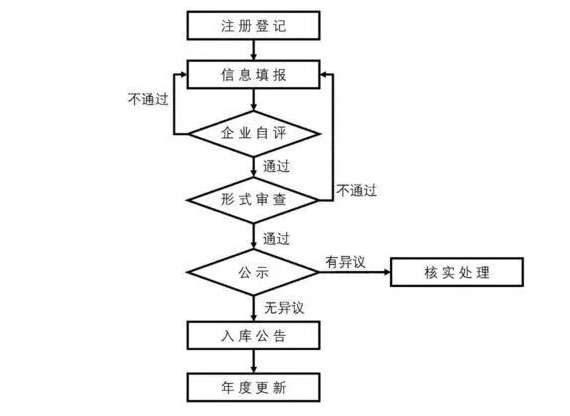 注册登记
信息填报
不通过
企业自评
通过
形式审查
不通过
通过
公示
有异议
核实处理
无异议
入库公告
年度更新